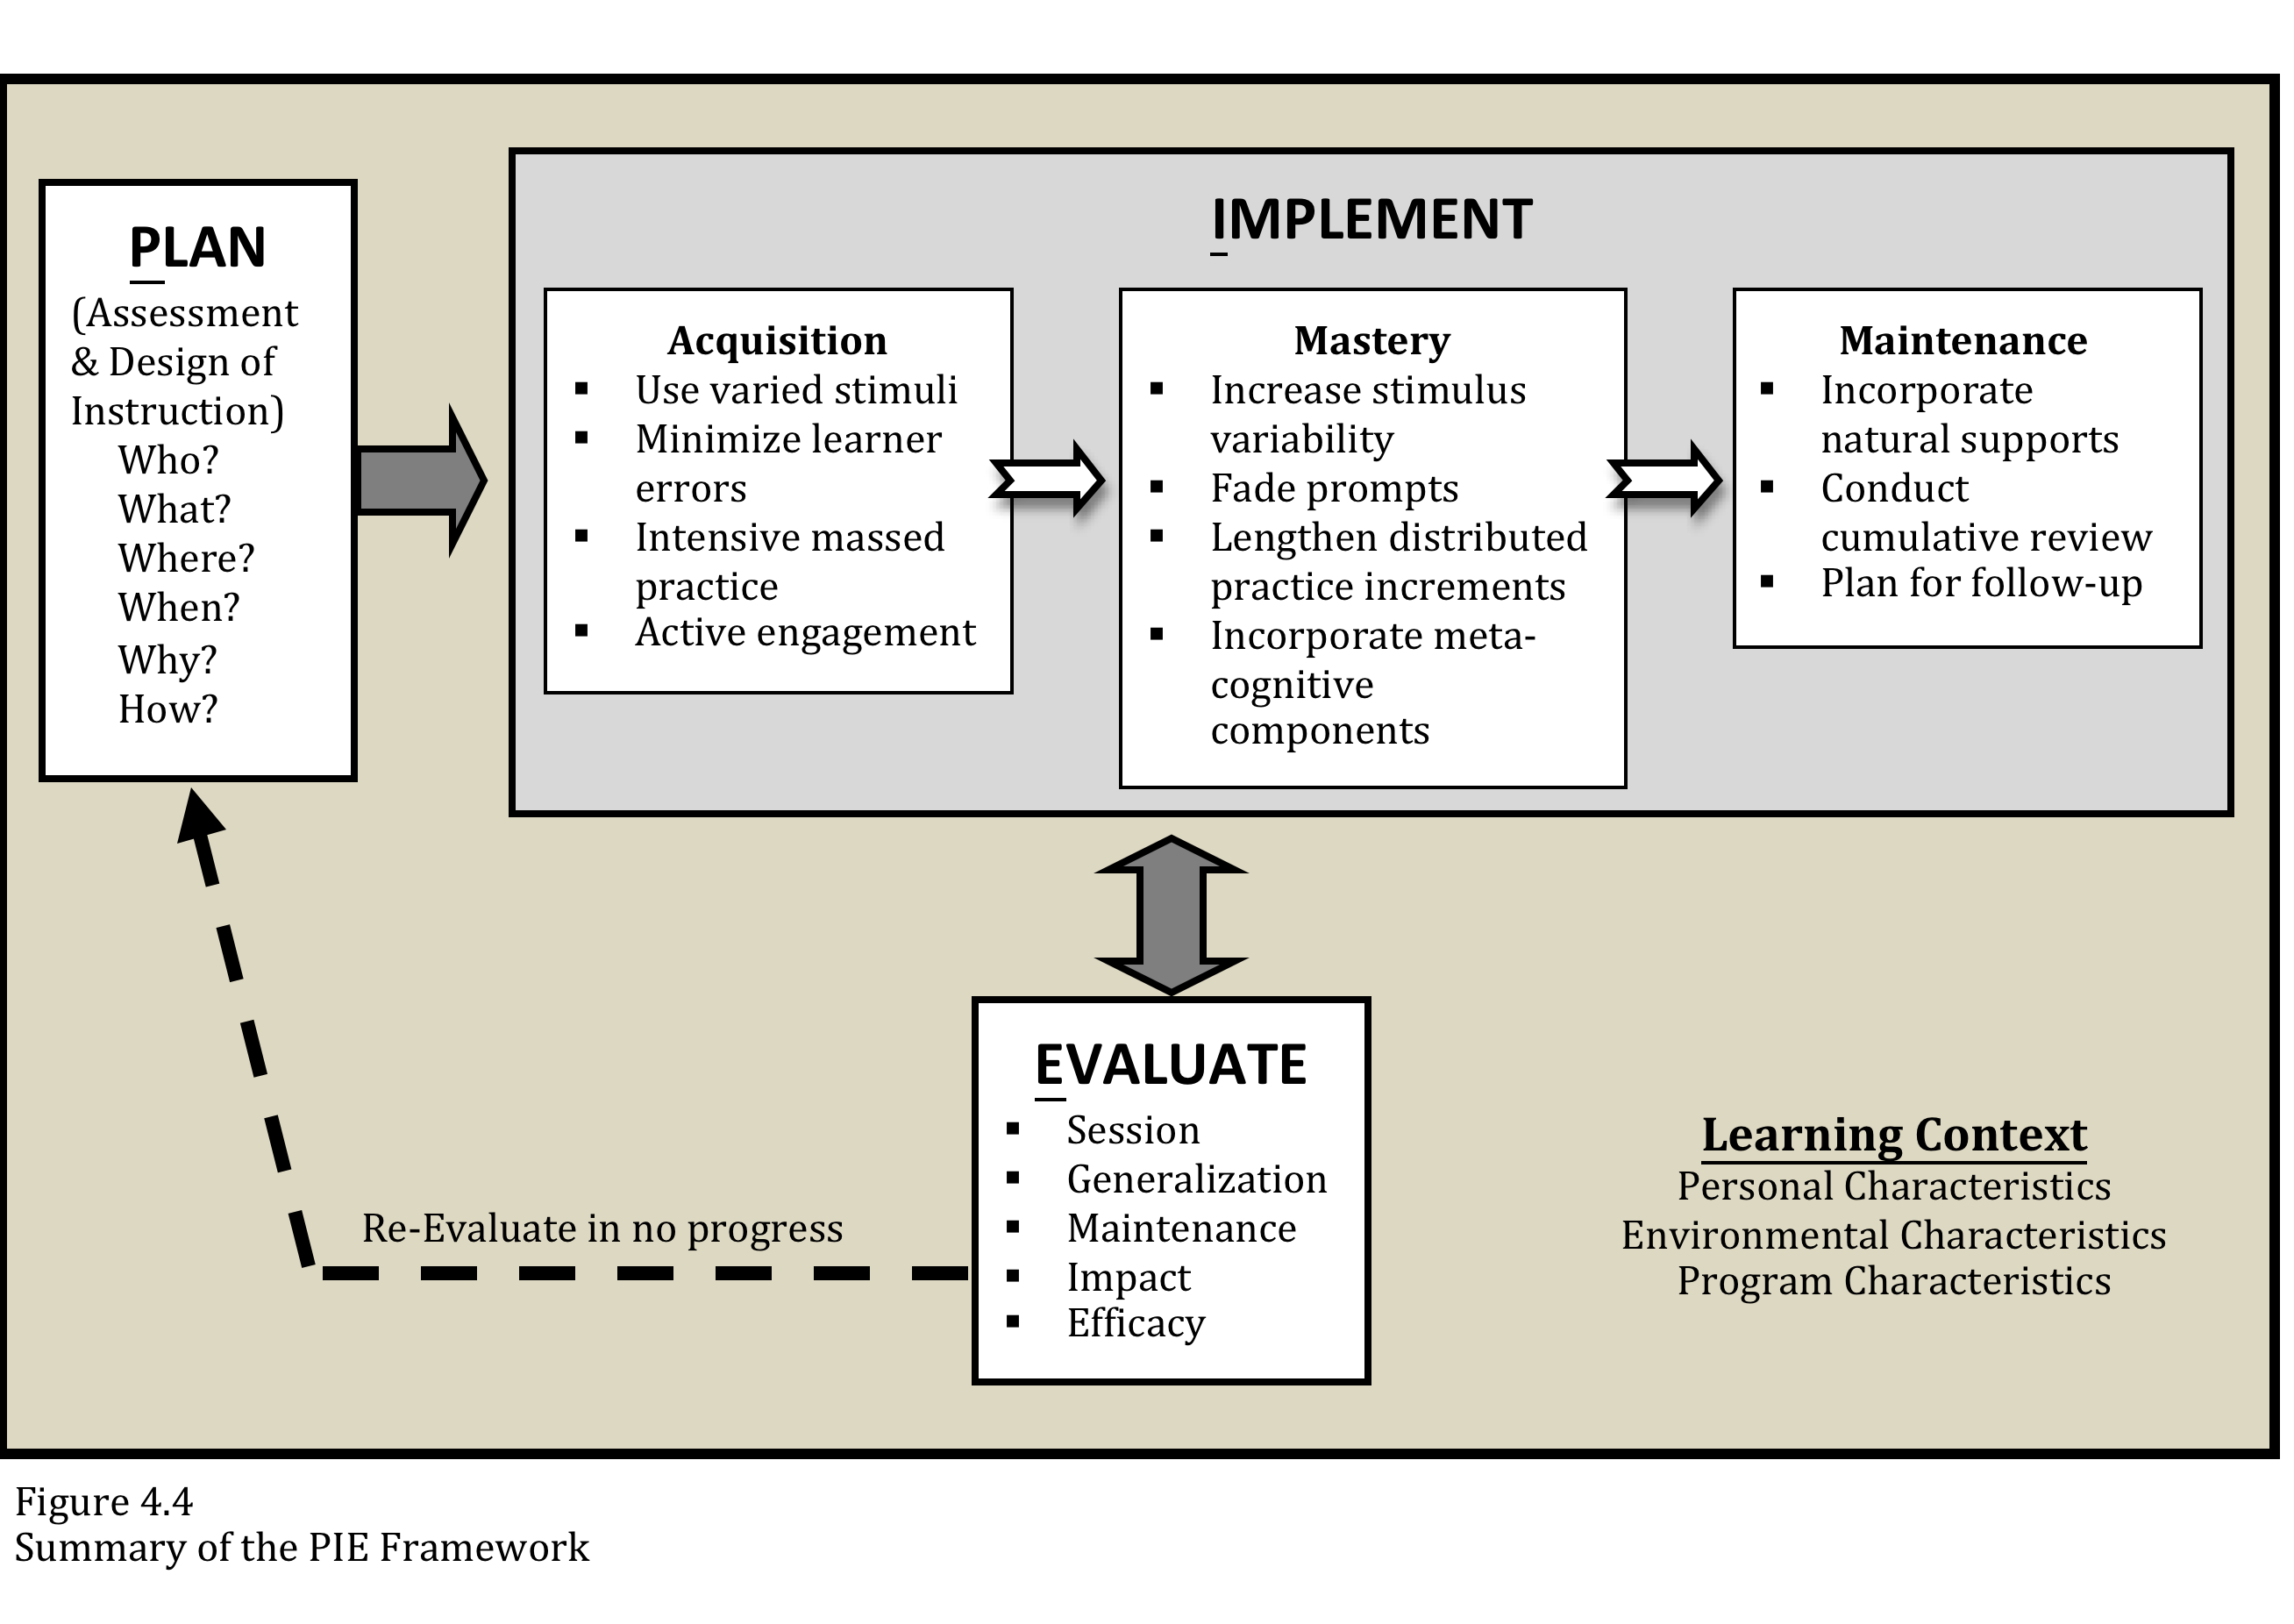 PLAN
(Assessment
& Design of
Instruction)
Who?
What?
Where?
When?
Why?
How?
IMPLEMENT
Acquisition
▪ Use varied stimuli
▪ Minimize learner
errors
▪ Intensive massed
practice
▪ Active engagement
Mastery
▪ Increase stimulus
variability
▪ Fade prompts
▪ Lengthen distributed
practice increments
▪ Incorporate meta-
cognitive
components
Maintenance
▪ Incorporate
natural supports
▪ Conduct
cumulative review
▪ Plan for follow-up
EVALUATE
▪ Session
▪ Generalization
▪ Maintenance
▪ Impact
▪ Efficacy
Re-Evaluate in no progress
Learning Context
Personal Characteristics
Environmental Characteristics
Program Characteristics
Figure 4.4
Summary of the PIE Framework